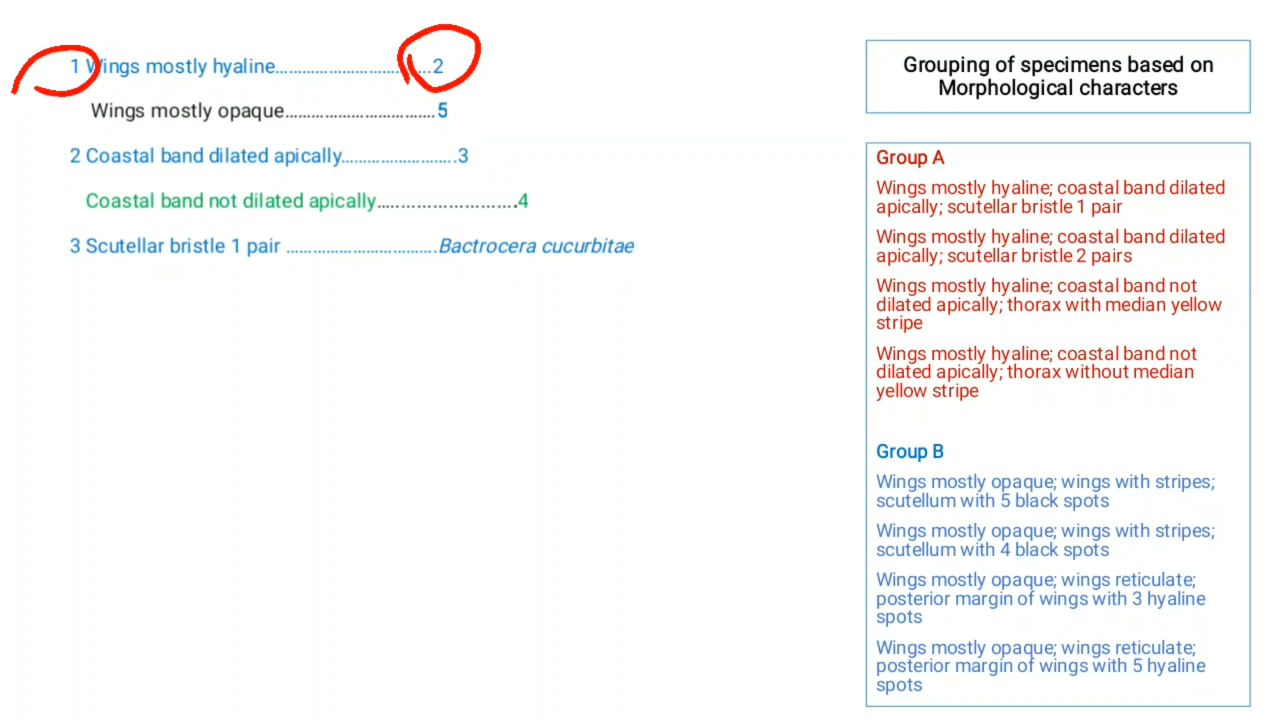 1 Wings mostly hyaline.................................2
Wings mostly opaque.................................5
2 Coastal band dilated apically.........................3
Coastal band not dilated apically..........................4
3 Scutellar bristle 1 pair .................................Bactrocera cucurbitae
Grouping of specimens based on
Morphological characters
Group A
Wings mostly hyaline; coastal band dilated
apically; scutellar bristle 1 pair
Wings mostly hyaline; coastal band dilated
apically; scutellar bristle 2 pairs
Wings mostly hyaline; coastal band not
dilated apically; thorax with median yellow
stripe
Wings mostly hyaline; coastal band not
dilated apically; thorax without median
yellow stripe
Group B
Wings mostly opaque; wings with stripes;
scutellum with 5 black spots
Wings mostly opaque; wings with stripes;
scutellum with 4 black spots
Wings mostly opaque; wings reticulate;
posterior margin of wings with 3 hyaline
spots
Wings mostly opaque; wings reticulate;
posterior margin of wings with 5 hyaline
spots